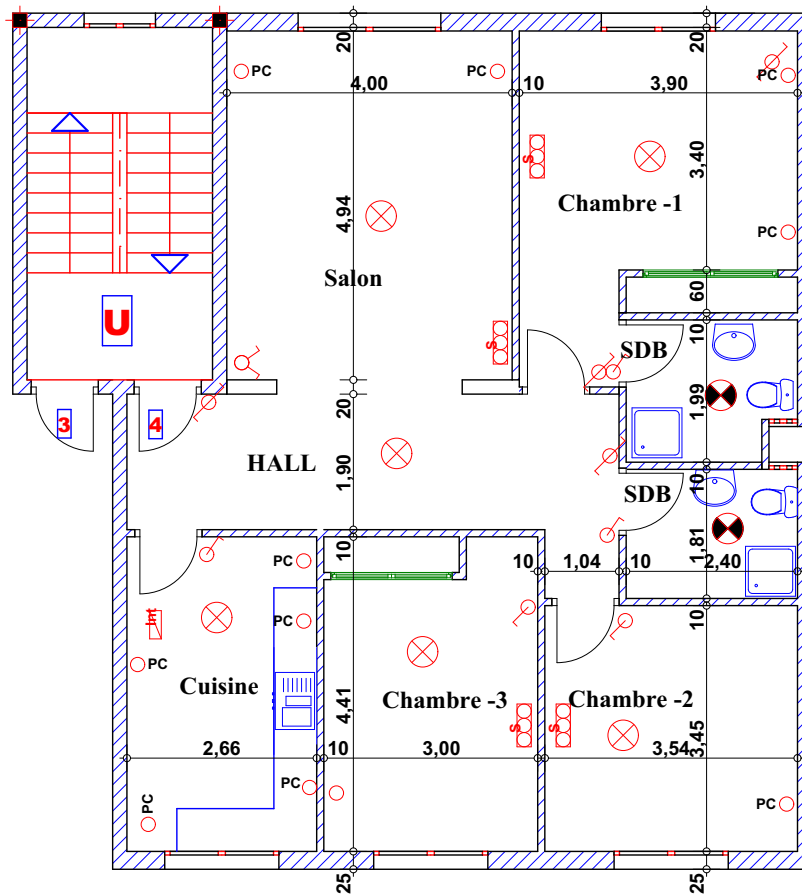 20
20
PC
PC
PC
4,00
10
3,90
3,40
S
Chambre -1
4,94
PC
Salon
60
U
10
S
SDB
3
4
20
1,99
HALL
1,90
10
SDB
10
PC
10
1,04
10
1,81
2,40
Int
PC
10
PC
Cuisine
4,41
Chambre -3
Chambre -2
S
S
2,66
10
3,00
3,54
3,45
PC
PC
PC
25
25